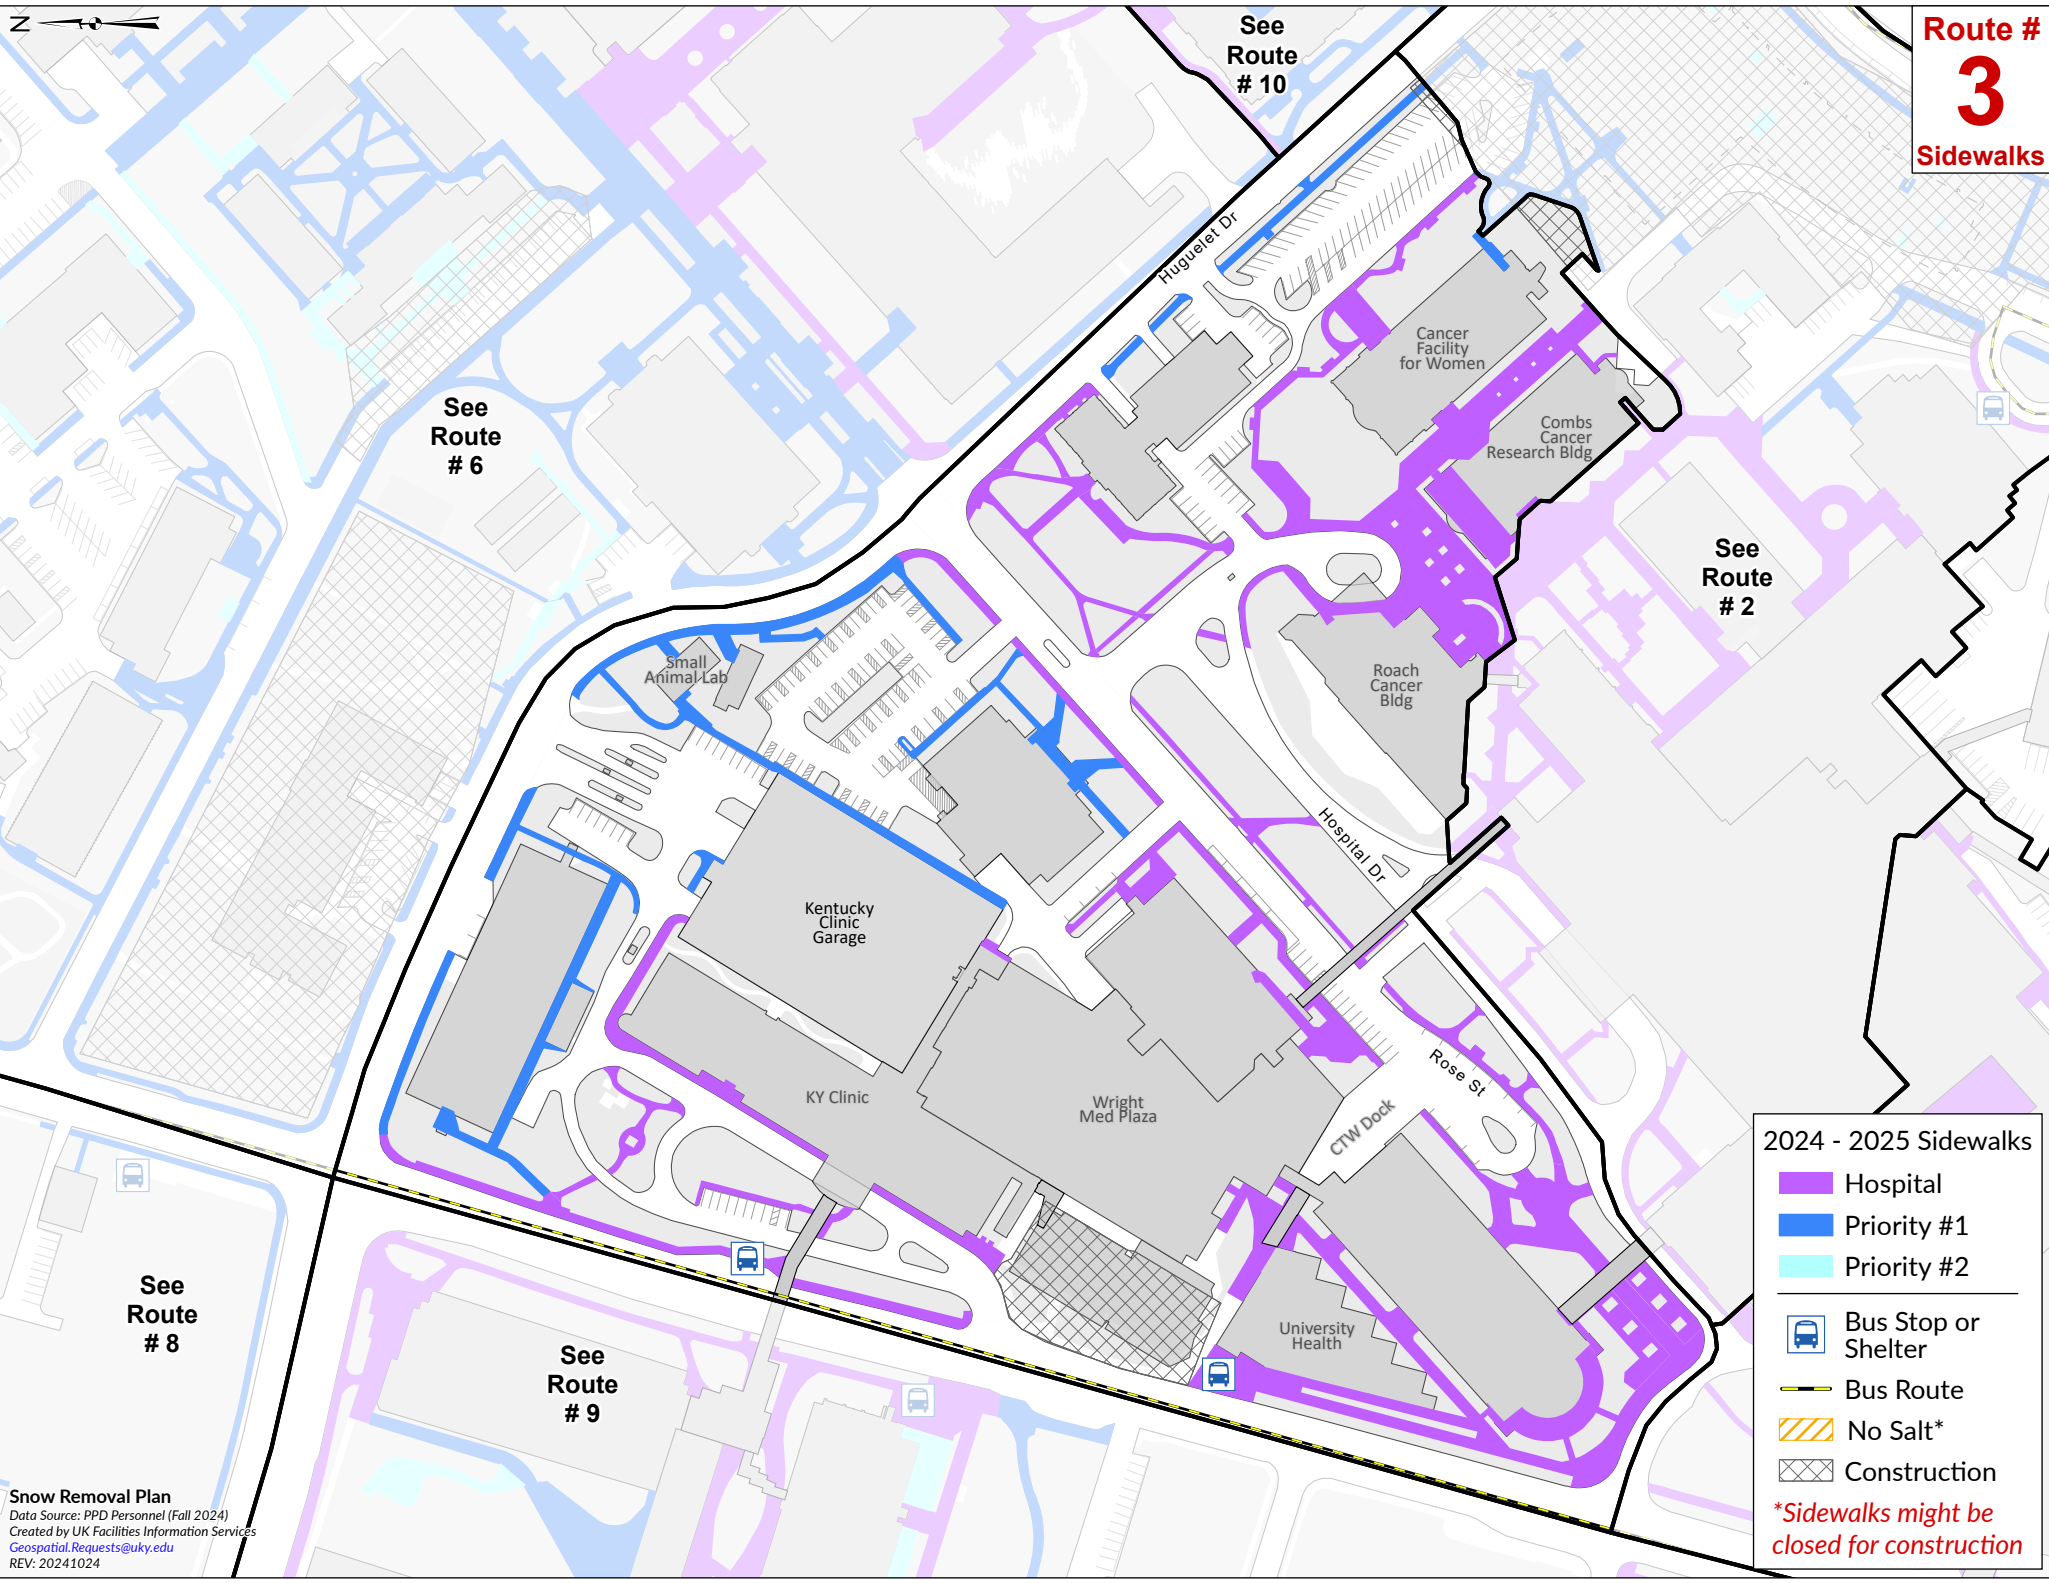 N
See
Route
# 10
Route #
3
Sidewalks
Huguelet Dr
Cancer
Facility
for Women
Combs
Cancer
Research Bldg
See
Route
# 6
See
Route
# 2
Small
Animal Lab
Roach
Cancer
Bldg
Hospital Dr
Kentucky
Clinic
Garage
Rose St
KY Clinic
Wright
Med Plaza
CTW Dock
University
Health
See
Route
# 8
See
Route
# 9
2024 - 2025 Sidewalks
Hospital
Priority #1
Priority #2
Bus Stop or
Shelter
Bus Route
No Salt*
Construction
*Sidewalks might be
closed for construction
Snow Removal Plan
Data Source: PPD Personnel (Fall 2024)
Created by UK Facilities Information Services
Geospatial.Requests@uky.edu
REV: 20241024